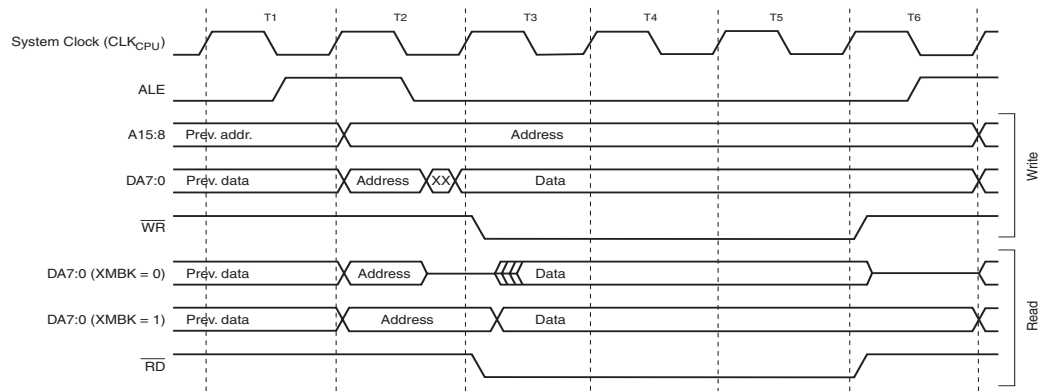 T1 T2 T3 T4 T5 T6
System Clock (CLKCPU)
ALE
A15:8 Prev. addr. Address
DA7:0 Prev. data Address XX Data
WR
Write
DA7:0 (XMBK = 0) Prev. data Address Data
DA7:0 (XMBK = 1) Prev. data Address Data
RD
Read